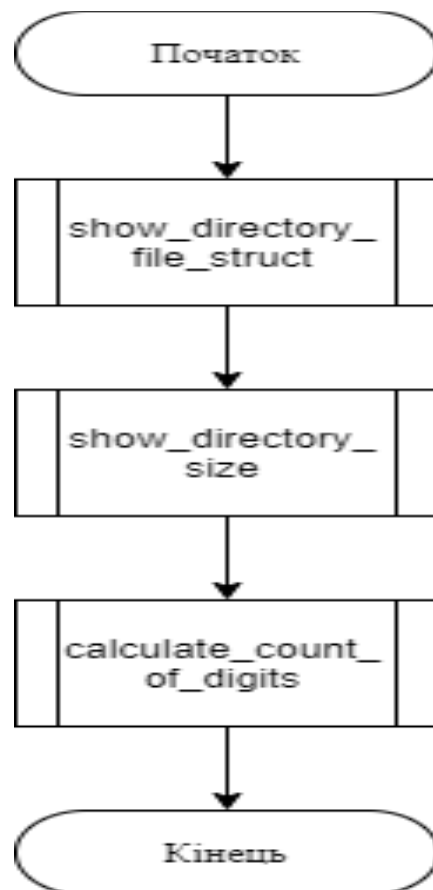 Початок
show_directory_
file_struct
show_directory_
size
calculate_count_
of_digits
Кінець